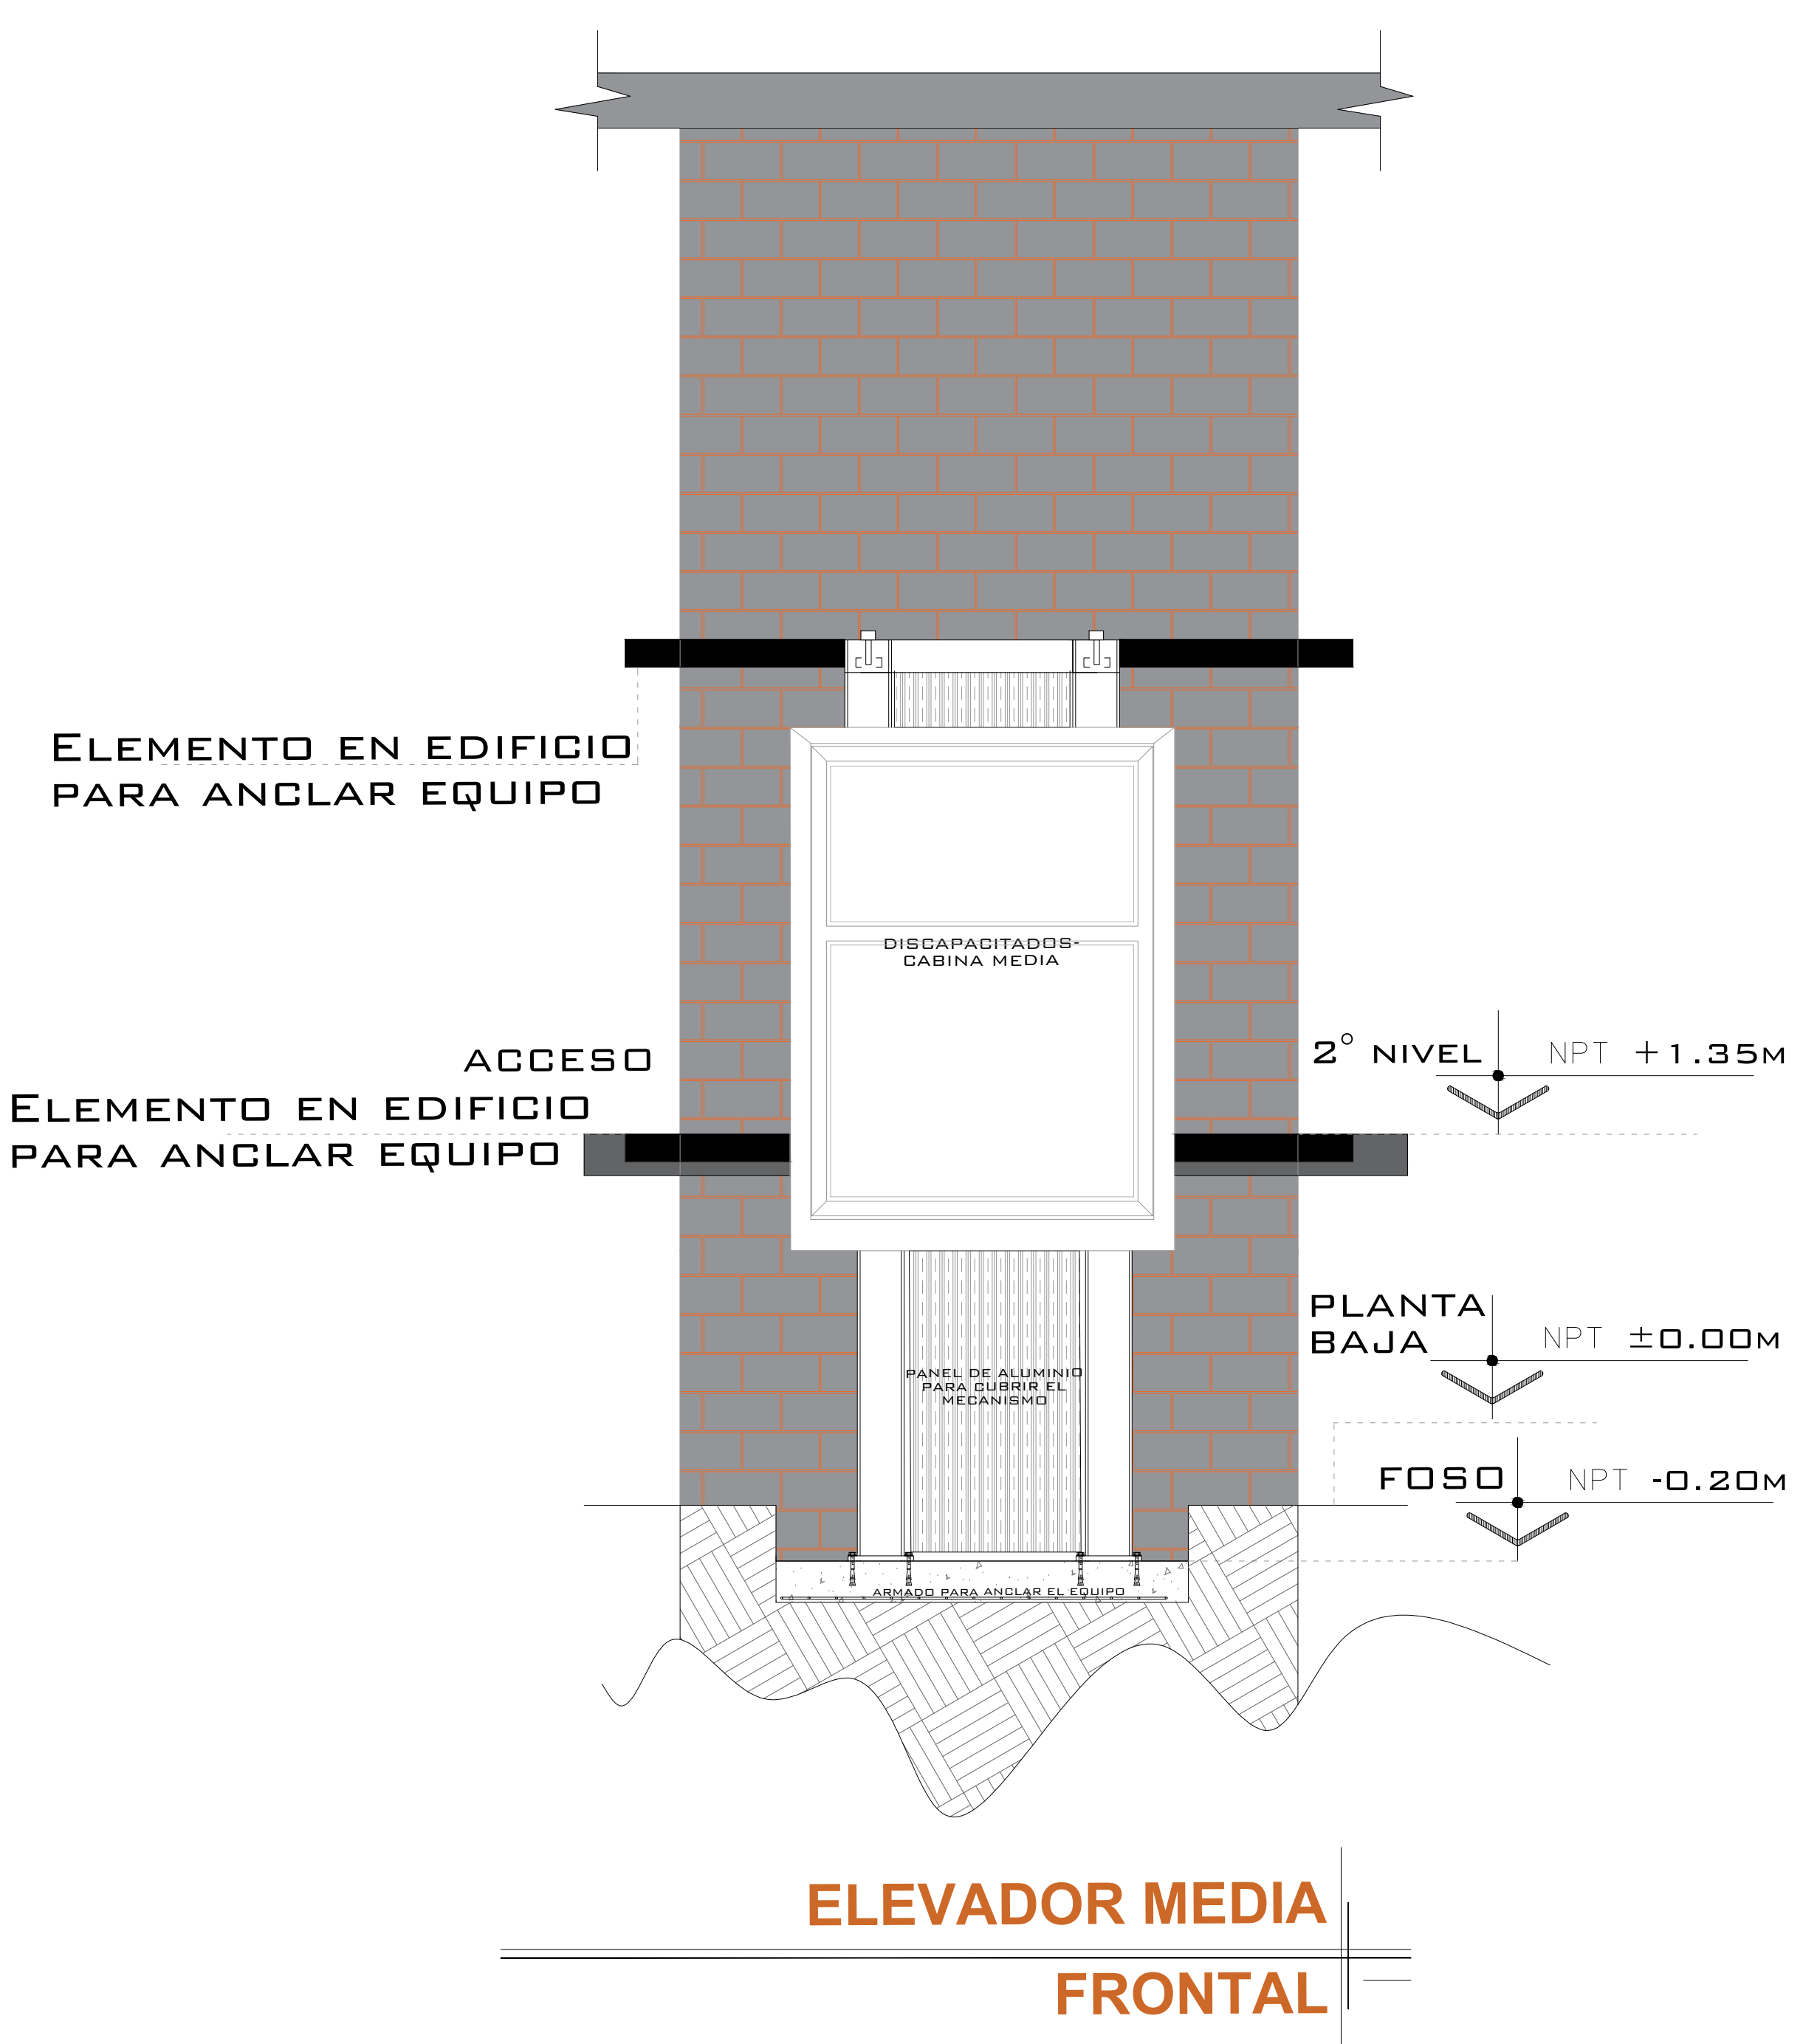 Elemento en edificio
para anclar equipo
DISCAPACITADOS-
CABINA MEDIA
acceso
Elemento en edificio
para anclar equipo
2° nivel NPT +1.35m
planta
baja NPT ±0.00m
PANEL DE ALUMINIO
PARA CUBRIR EL
MECANISMO
foso NPT -0.20m
ARMADO PARA ANCLAR EL EQUIPO
ELEVADOR MEDIA
FRONTAL